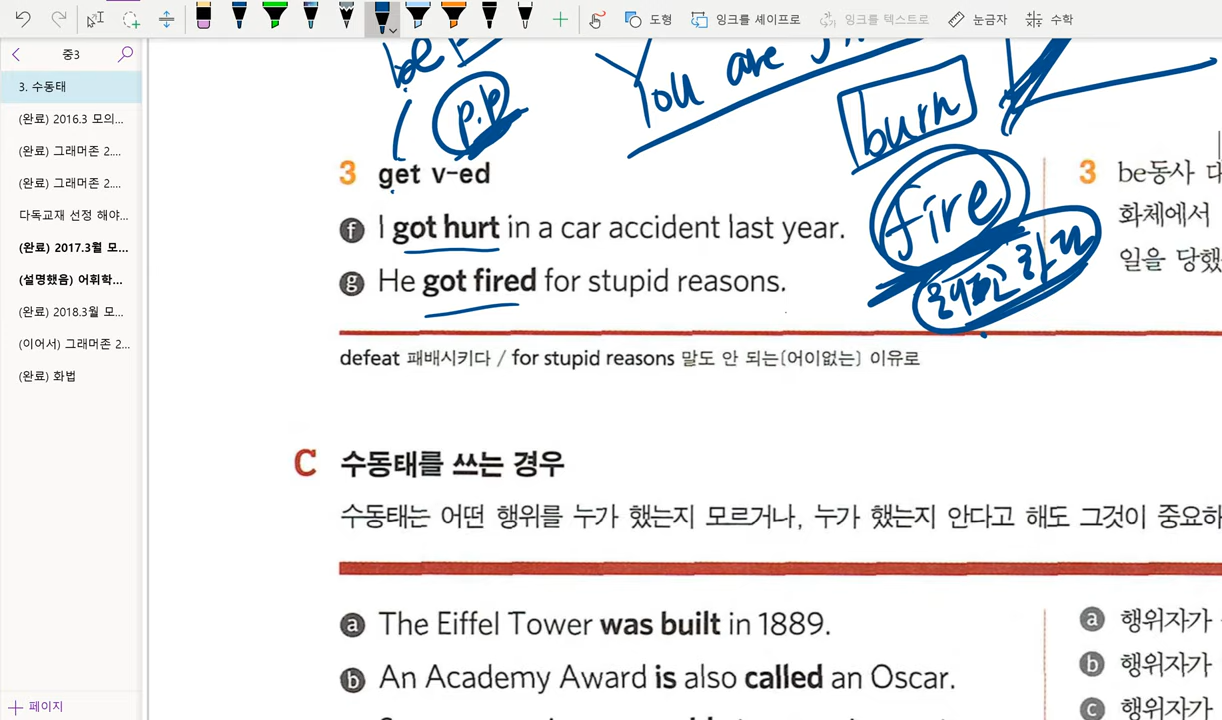 도형
잉크를 셰이프로
잉크를 텍스트로
눈금자
수학
중3
3. 수동태
(완료) 2016.3 모의...
(완료) 그래머존 2....
(완료) 그래머존 2....
다독교재 선정 해야...
(완료) 2017.3월 모...
(설명했음) 어휘학...
(완료) 2018.3월 모...
(이어서) 그래머존 2...
(완료) 화법
페이지
be
p.p
You are
burn
fire
해고하다
3 get v-ed
f I got hurt in a car accident last year.
g He got fired for stupid reasons.
3 be동사 대
화체에서
일을 당했
defeat 패배시키다 / for stupid reasons 말도 안 되는[어이없는] 이유로
C 수동태를 쓰는 경우
수동태는 어떤 행위를 누가 했는지 모르거나, 누가 했는지 안다고 해도 그것이 중요하
a The Eiffel Tower was built in 1889.
b An Academy Award is also called an Oscar.
a 행위자가
b 행위자가
c 행위자가